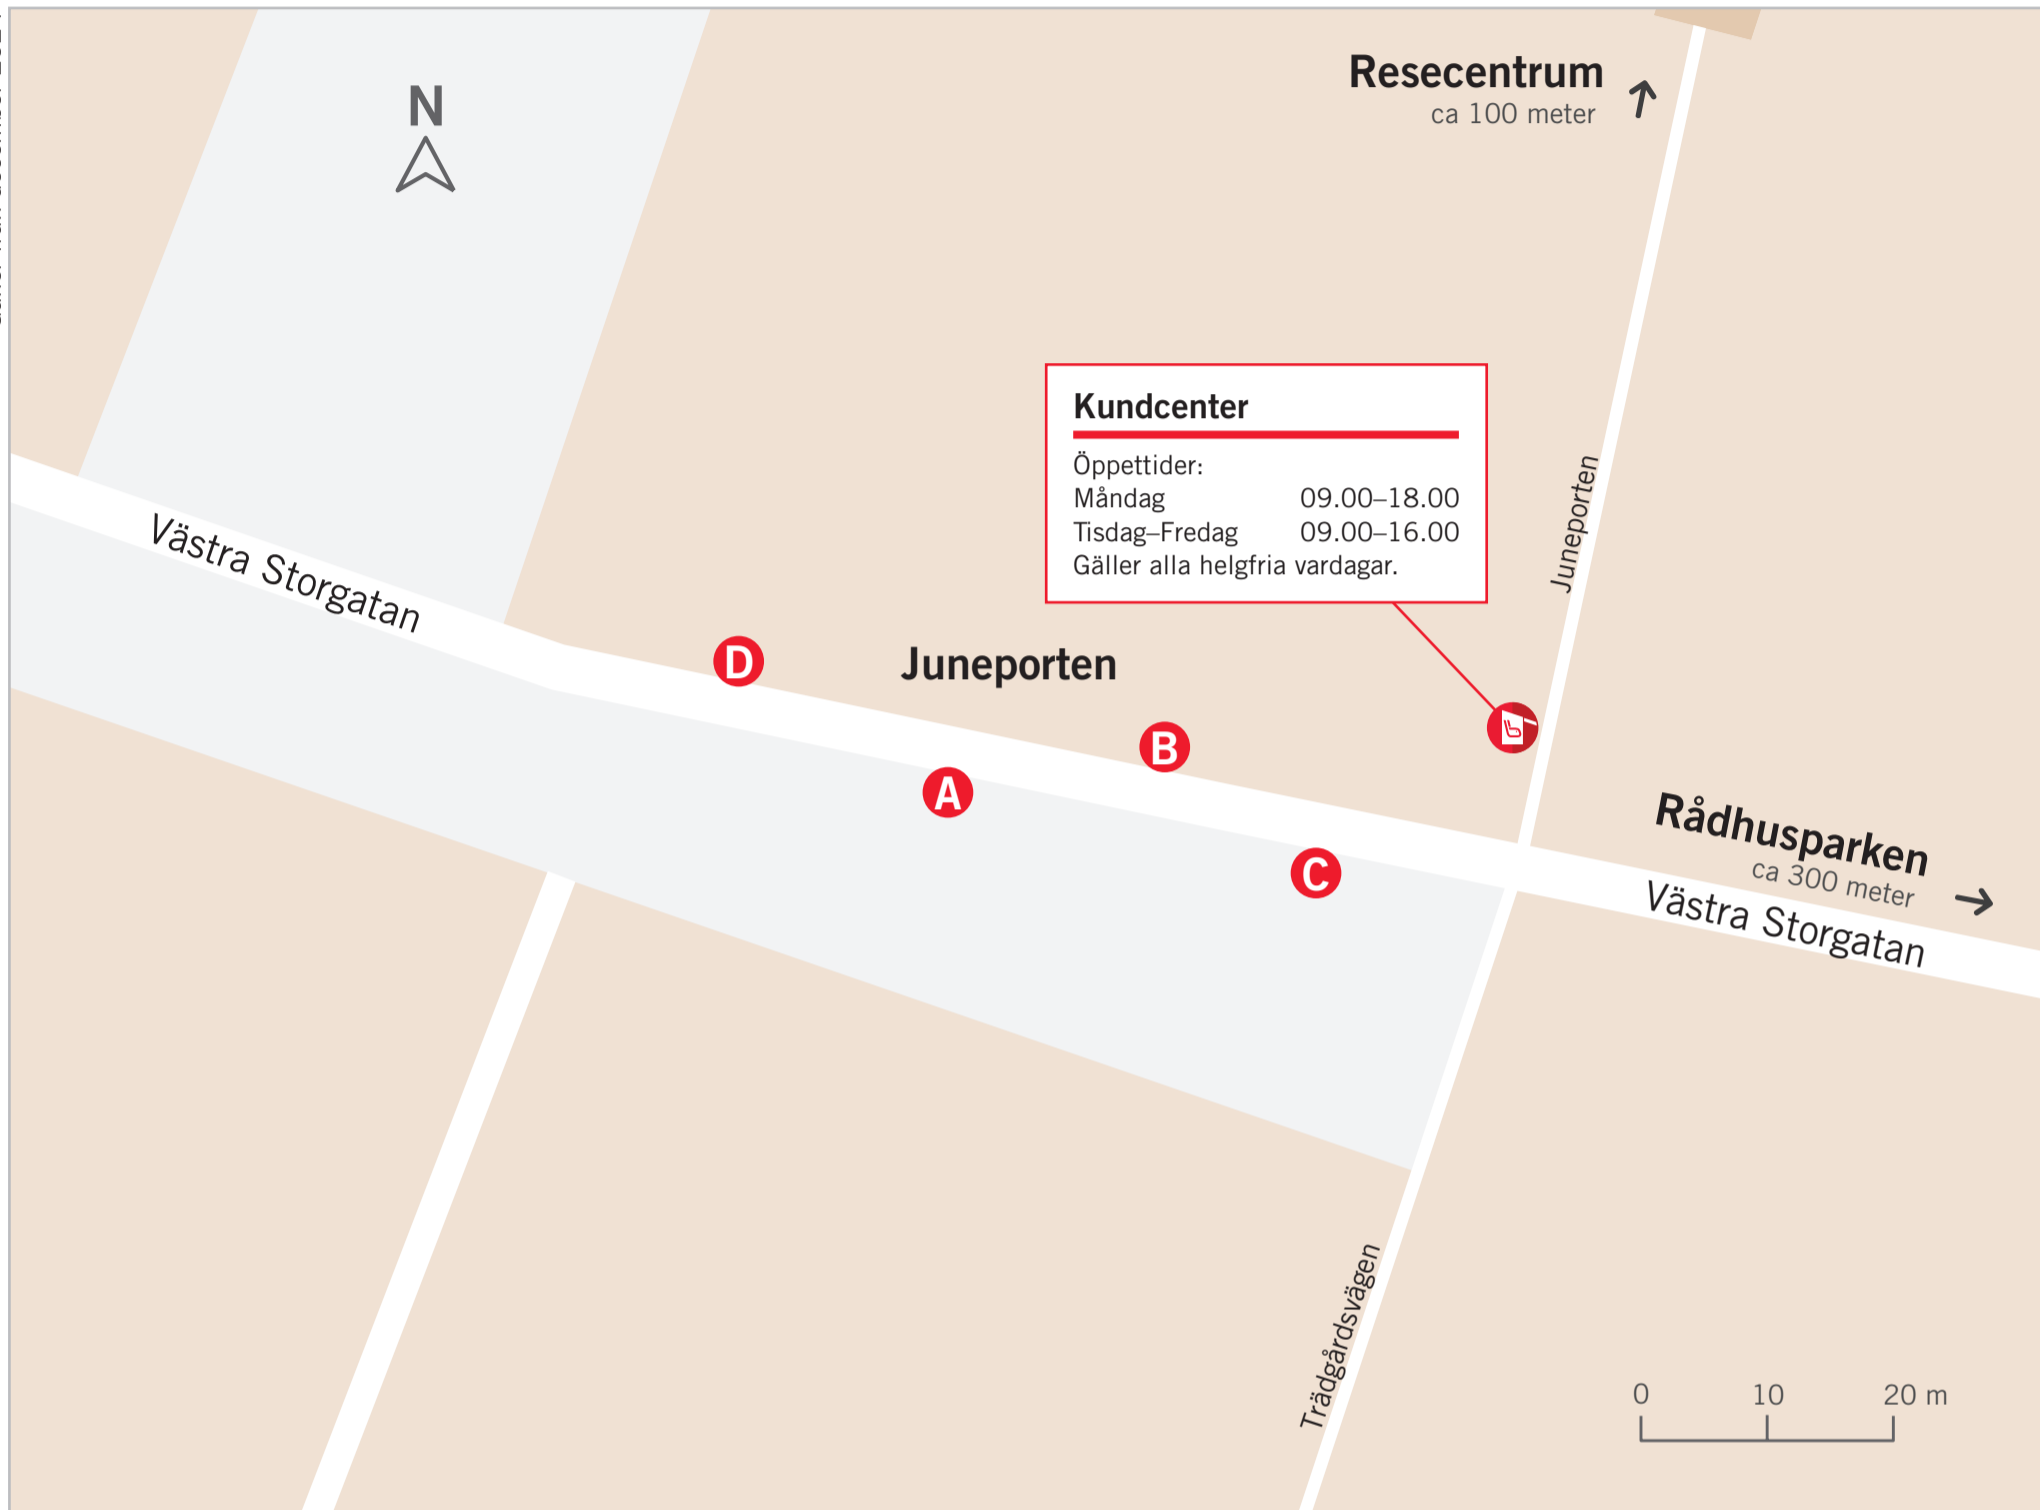 N
Resecentrum
ca 100 meter
Kundcenter
Öppettider:
Måndag 09.00–18.00
Tisdag–Fredag 09.00–16.00
Gäller alla helgfria vardagar.
Juneporten
Västra Storgatan
D
Juneporten
B
A
C
Rådhusparken
ca 300 meter
Västra Storgatan
Trädgårdsvägen
0 10 20 m